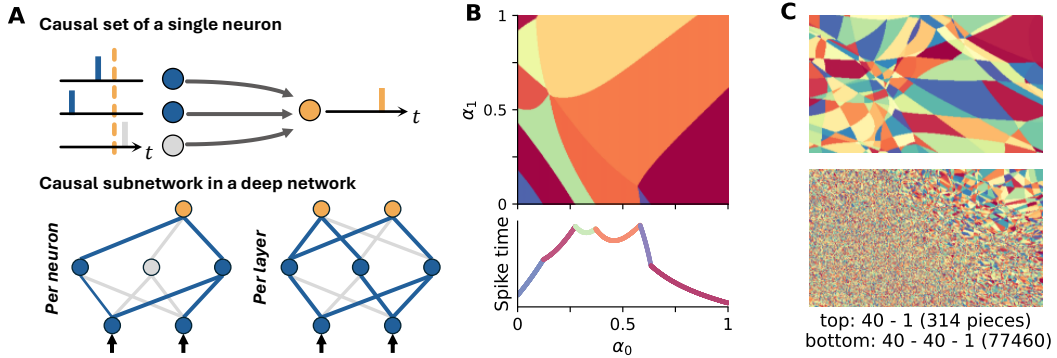 A
Causal set of a single neuron
t
t
Causal subnetwork in a deep network
Per neuron
Per layer
B
1
0.5
0
α1
Spike time
0
0.5
1
α0
C
top: 40 - 1 (314 pieces)
bottom: 40 - 40 - 1 (77460)